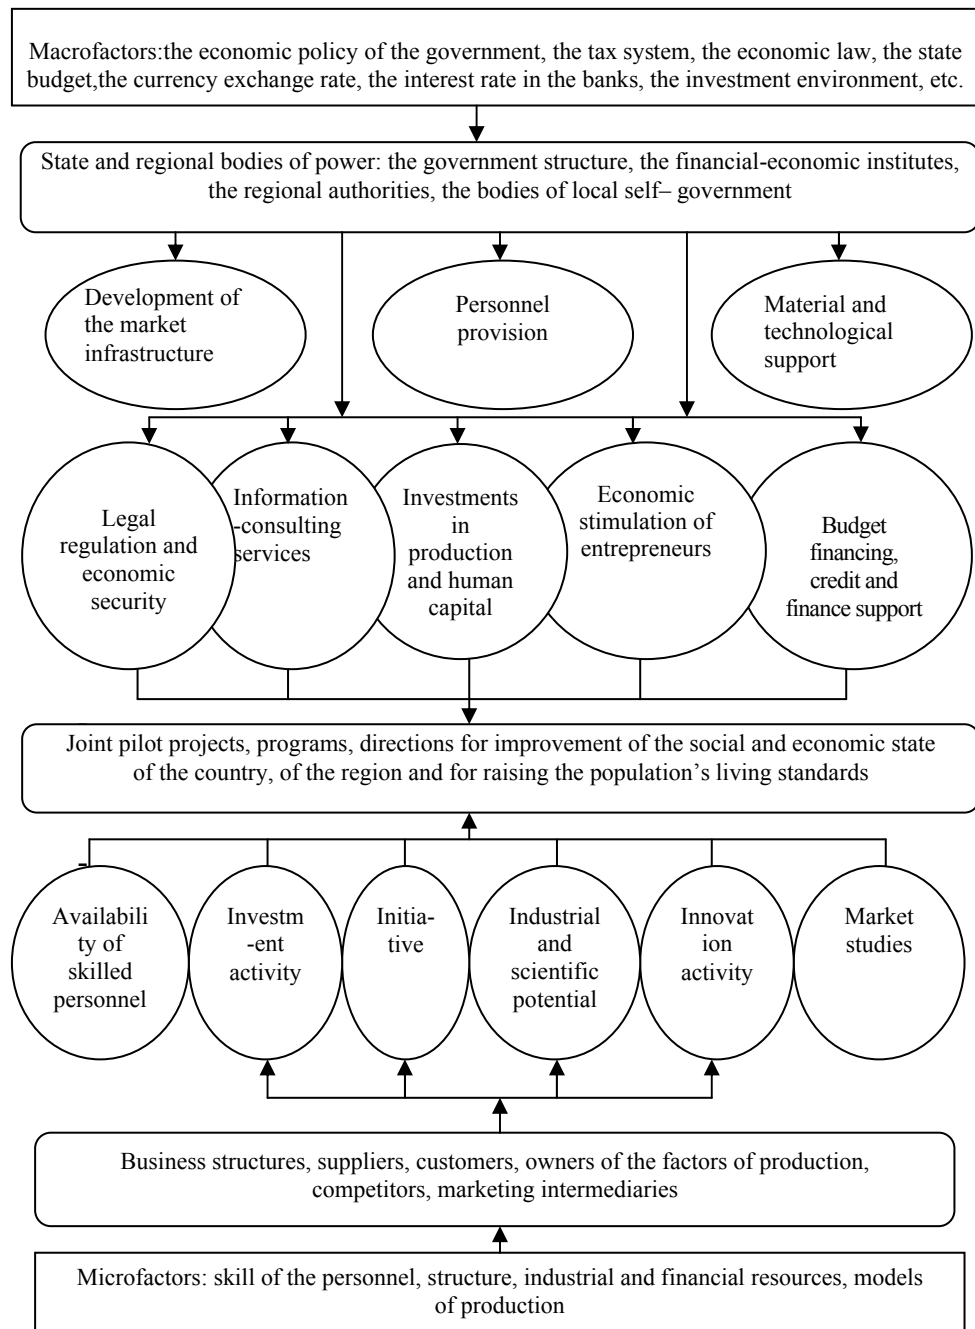 Macrofactors:the economic policy of the government, the tax system, the economic law, the state
budget,the currency exchange rate, the interest rate in the banks, the investment environment, etc.
State and regional bodies of power: the government structure, the financial-economic institutes,
the regional authorities, the bodies of local self– government
Development of
the market
infrastructure
Personnel
provision
Material and
technological
support
Legal
regulation and
economic
security
Information
-consulting
services
Investments
in
production
and human
capital
Economic
stimulation of
entrepreneurs
Budget
financing,
credit and
finance support
Joint pilot projects, programs, directions for improvement of the social and economic state
of the country, of the region and for raising the population’s living standards
Availabili
ty of
skilled
personnel
Investm
-ent
activity
Initia-
tive
Industrial
and
scientific
potential
Innovat
ion
activity
Market
studies
Business structures, suppliers, customers, owners of the factors of production,
competitors, marketing intermediaries
Microfactors: skill of the personnel, structure, industrial and financial resources, models
of production